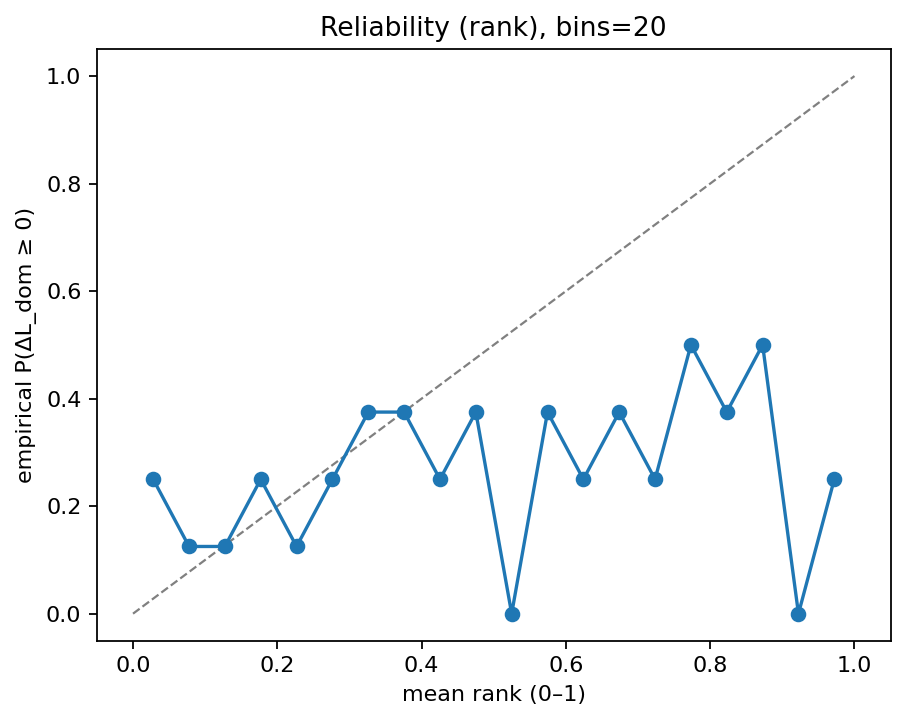 Reliability (rank), bins=20
empirical P(ΔL_dom ≥ 0)
1.0
0.8
0.6
0.4
0.2
0.0
0.0 0.2 0.4 0.6 0.8 1.0
mean rank (0–1)